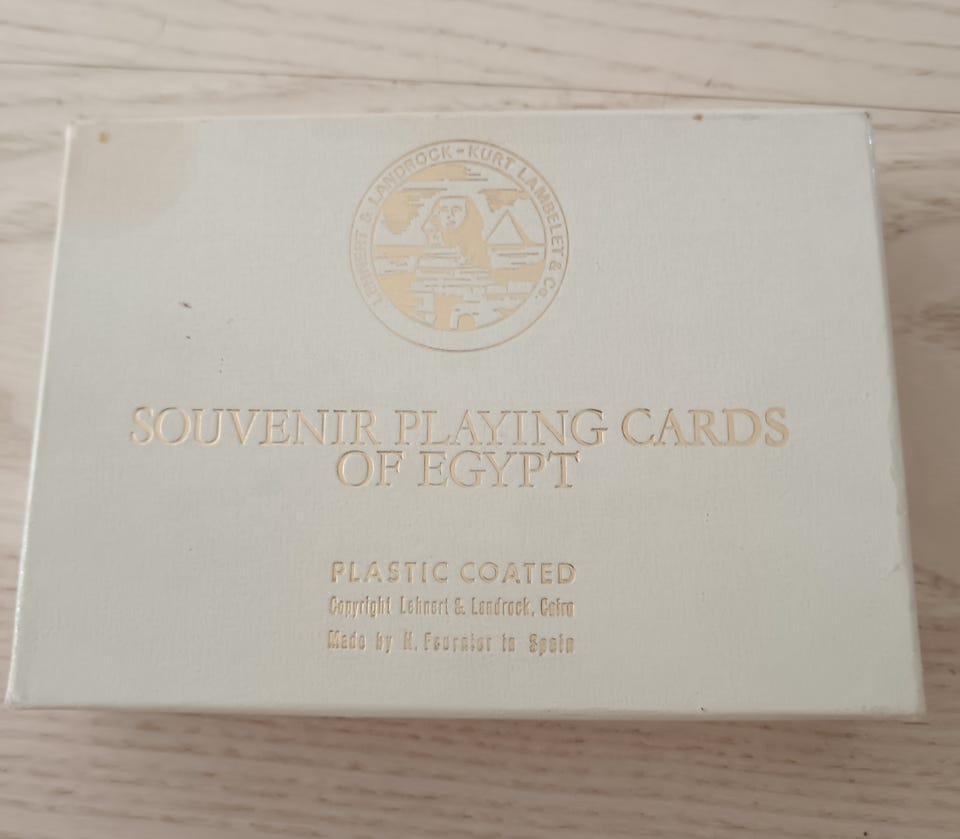 LEHNERT & LANDROCK - KURT LAMBELET & Co.
SOUVENIR PLAYING CARDS
OF EGYPT
PLASTIC COATED
Copyright Lehnert & Landrock, Cairo
Made by H. Fournier in Spain